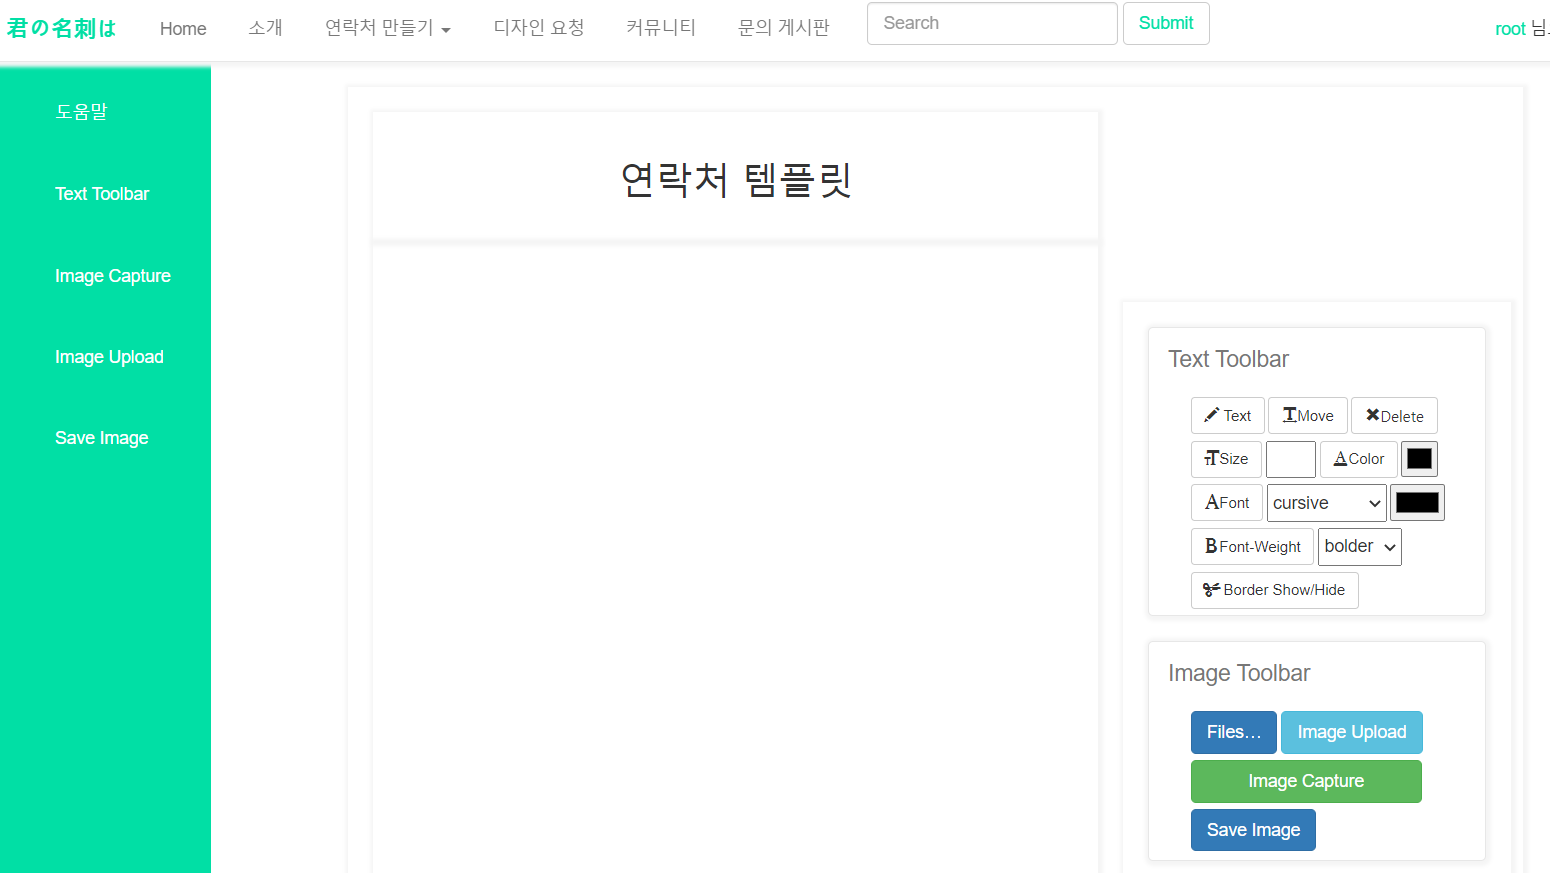 君の名刺は Home 소개 연락처 만들기 디자인 요청 커뮤니티 문의 게시판 Search Submit root 님
도움말
Text Toolbar
Image Capture
Image Upload
Save Image
연락처 템플릿
Text Toolbar
Text Move Delete
Size Color
Font cursive
Font-Weight bolder
Border Show/Hide
Image Toolbar
Files... Image Upload
Image Capture
Save Image